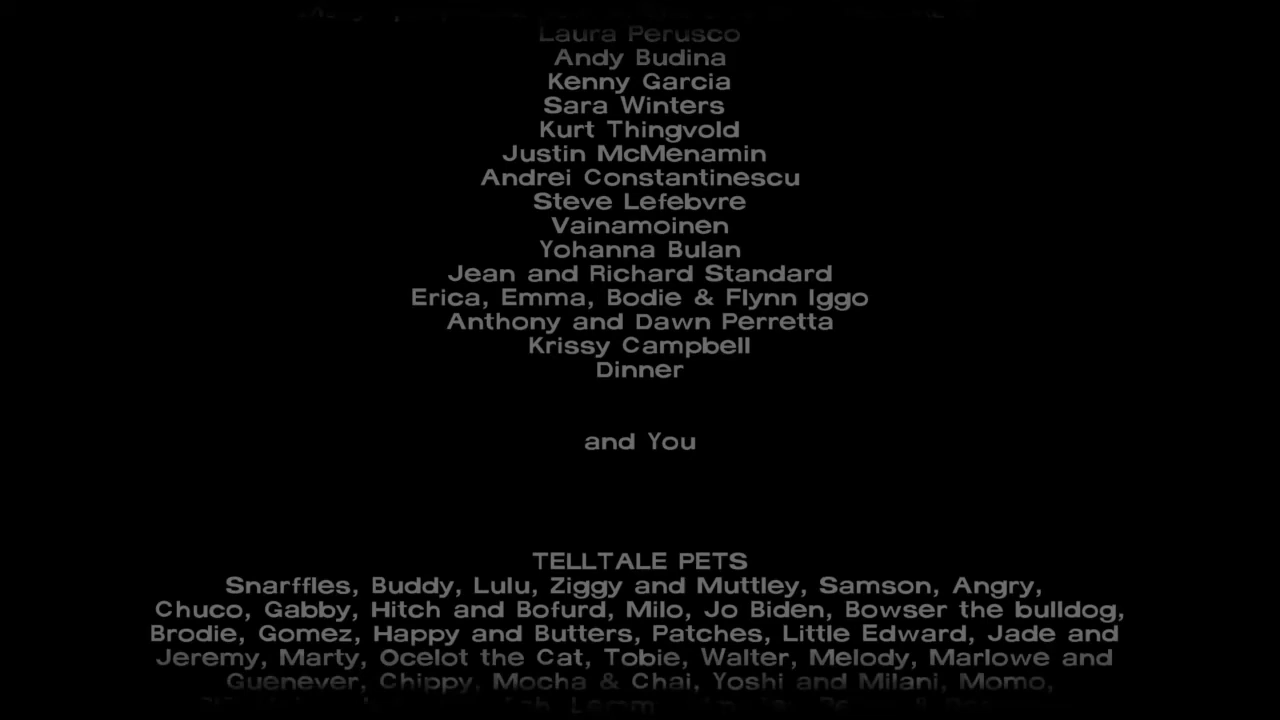 Laura Perusco
Andy Budina
Kenny Garcia
Sara Winters
Kurt Thingvold
Justin McMenamin
Andrei Constantinescu
Steve Lefebvre
Vainamoinen
Yohanna Bulan
Jean and Richard Standard
Erica, Emma, Bodie & Flynn Iggo
Anthony and Dawn Perretta
Krissy Campbell
Dinner
and You
TELLTALE PETS
Snarffles, Buddy, Lulu, Ziggy and Muttley, Samson, Angry,
Chuco, Gabby, Hitch and Bofurd, Milo, Jo Biden, Bowser the bulldog,
Brodie, Gomez, Happy and Butters, Patches, Little Edward, Jade and
Jeremy, Marty, Ocelot the Cat, Tobie, Walter, Melody, Marlowe and
Guenever, Chippy, Mocha & Chai, Yoshi and Milani, Momo,